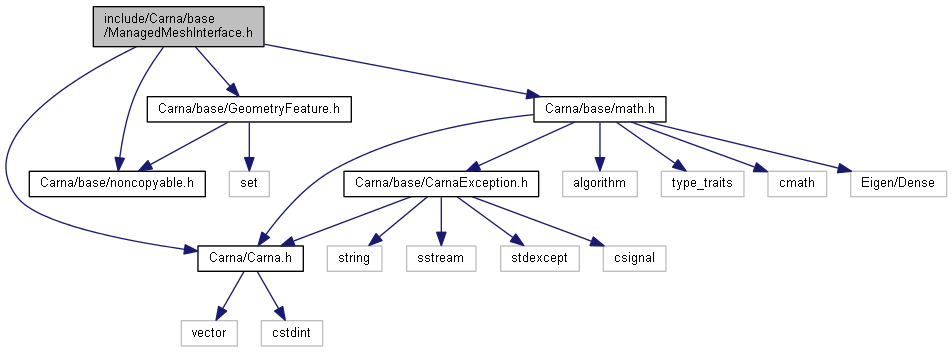 include/Carna/base
/ManagedMeshInterface.h
Carna/base/GeometryFeature.h
Carna/base/math.h
Carna/base/noncopyable.h
set
Carna/base/CarnaException.h
algorithm
type_traits
cmath
Eigen/Dense
Carna/Carna.h
string
sstream
stdexcept
csignal
vector
cstdint